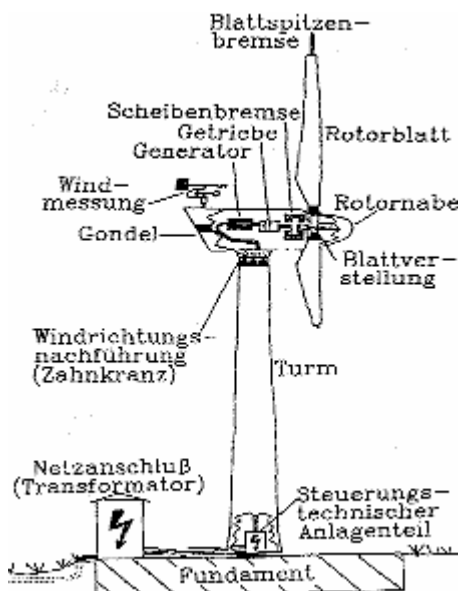 Blattspitzen-
bremse
Scheibenbremse
Getriebe
Generator
Rotorblatt
Wind-
messung
Rotornabe
Gondel
Blattver-
stellung
Windrichtungs-
nachführung
(Zahnkranz)
Turm
Netzanschluß
(Transformator)
Steuerungs-
technischer
Anlagenteil
Fundament